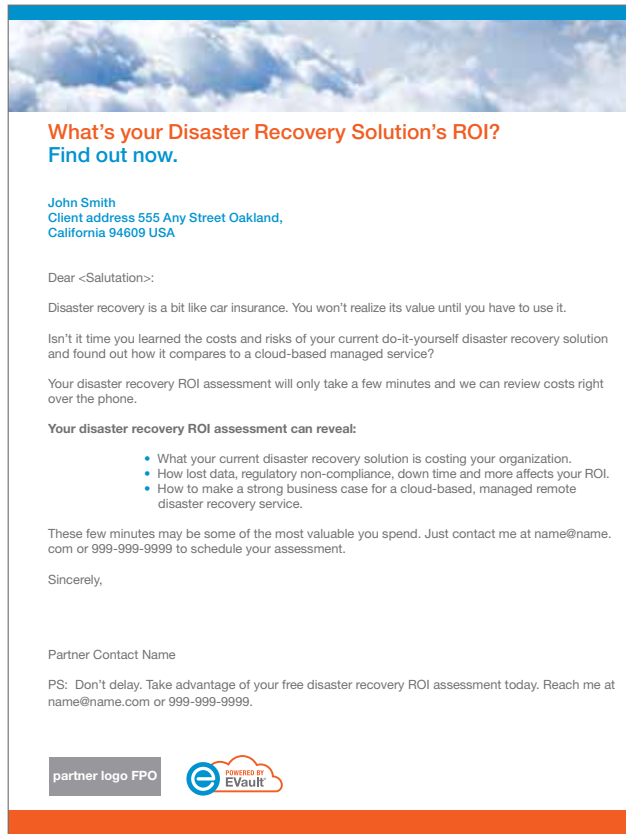 What's your Disaster Recovery Solution's ROI?
Find out now.
John Smith
Client address 555 Any Street Oakland,
California 94609 USA
Dear <Salutation>:
Disaster recovery is a bit like car insurance. You won't realize its value until you have to use it.
Isn't it time you learned the costs and risks of your current do-it-yourself disaster recovery solution
and found out how it compares to a cloud-based managed service?
Your disaster recovery ROI assessment will only take a few minutes and we can review costs right
over the phone.
Your disaster recovery ROI assessment can reveal:
• What your current disaster recovery solution is costing your organization.
• How lost data, regulatory non-compliance, down time and more affects your ROI.
• How to make a strong business case for a cloud-based, managed remote
disaster recovery service.
These few minutes may be some of the most valuable you spend. Just contact me at name@name.
com or 999-999-9999 to schedule your assessment.
Sincerely,
Partner Contact Name
PS:  Don't delay. Take advantage of your free disaster recovery ROI assessment today. Reach me at
name@name.com or 999-999-9999.
partner logo FPO
e
POWERED BY
EVault